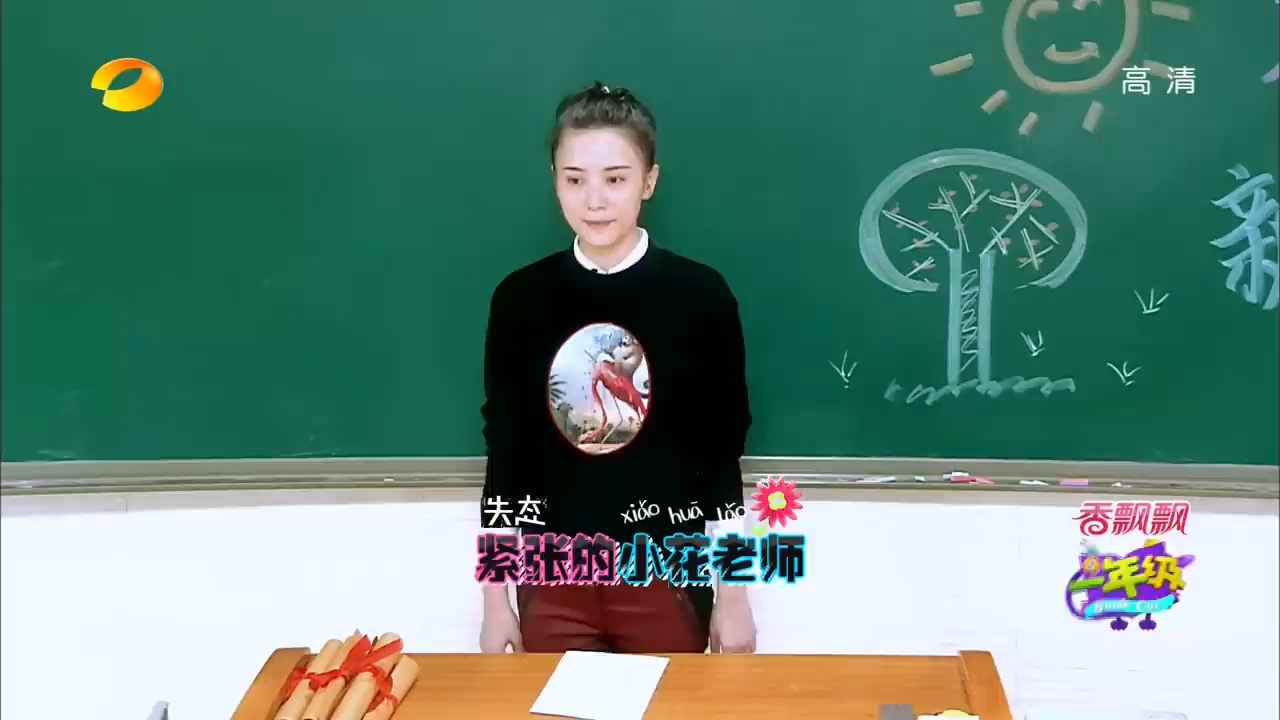 高清
新
失态
xiǎo huā lǎo
紧张的小花老师
香飘飘
一年级